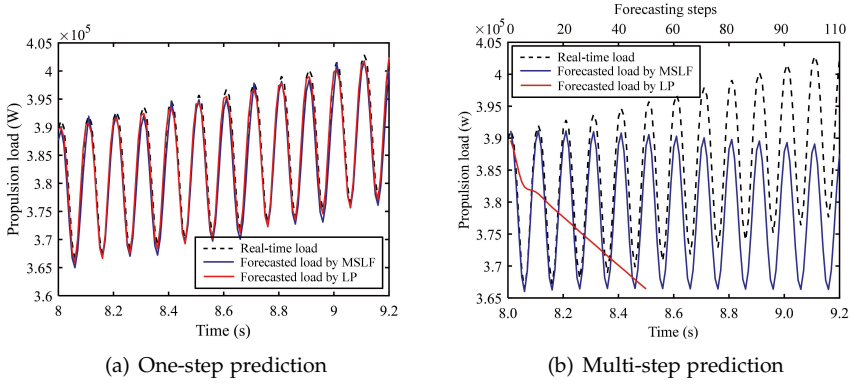 ×10⁵
4.05
4
3.95
3.9
3.85
3.8
3.75
3.7
3.65
3.6
Propulsion load (W)
Real-time load
Forecasted load by MSLF
Forecasted load by LP
8 8.2 8.4 8.6 8.8 9 9.2
Time (s)
(a) One-step prediction
Forecasting steps
×10⁵ 0 10 20 30 40 50 60 70 80 90 100 110
4.05
4
3.95
3.9
3.85
3.8
3.75
3.7
3.65
Propulsion load (w)
Real-time load
Forecasted load by MSLF
Forecasted load by LP
8.0 8.2 8.4 8.6 8.8 9.0 9.2
Time (s)
(b) Multi-step prediction